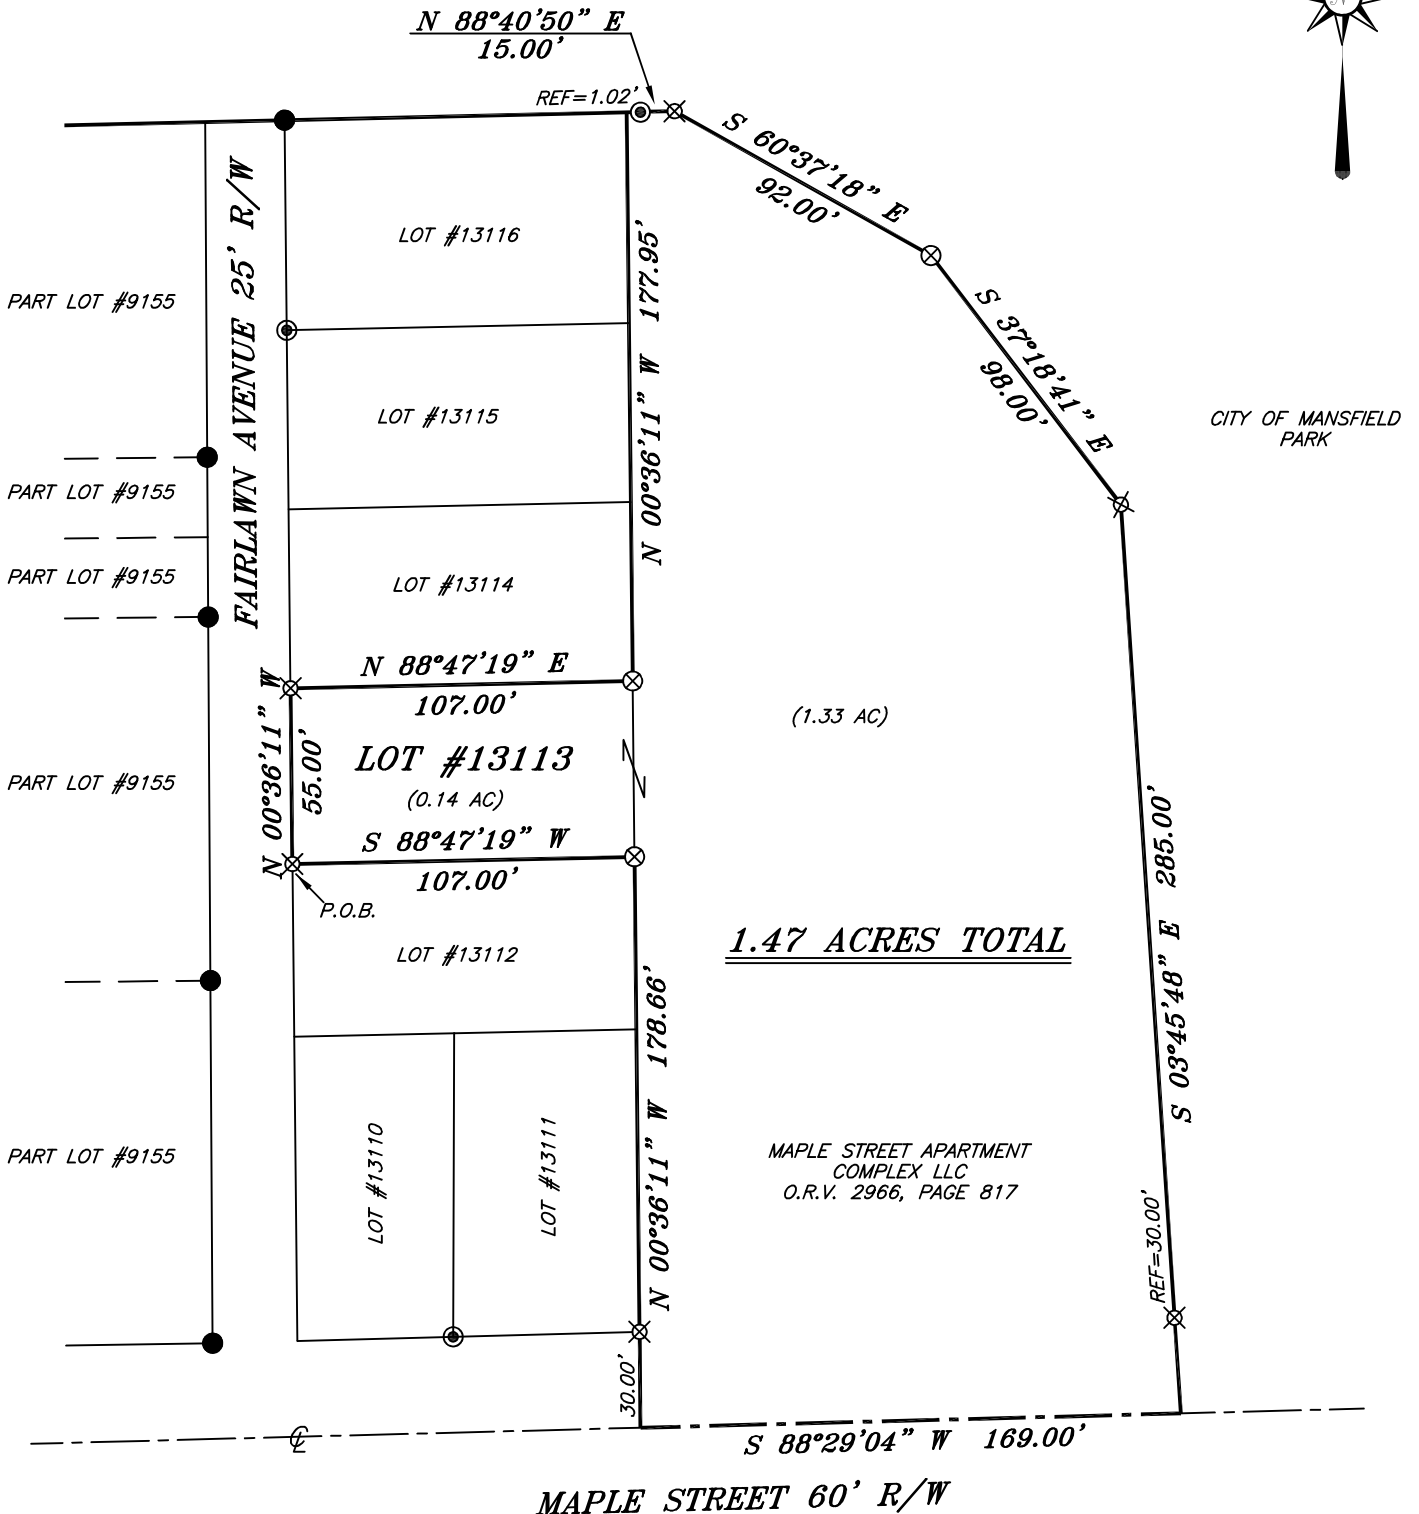 N 88°40'50" E
15.00'
REF=1.02'
S 60°37'18" E
92.00'
FAIRLAWN AVENUE 25' R/W
LOT #13116
N 00°36'11" W 177.95'
PART LOT #9155
S 37°18'41" E
98.00'
LOT #13115
CITY OF MANSFIELD
PARK
PART LOT #9155
PART LOT #9155
LOT #13114
N 88°47'19" E
107.00'
N 00°36'11" W
55.00'
LOT #13113
(0.14 AC)
(1.33 AC)
PART LOT #9155
S 88°47'19" W
107.00'
P.O.B.
S 03°45'48" E 285.00'
LOT #13112
1.47 ACRES TOTAL
N 00°36'11" W 178.66'
PART LOT #9155
LOT #13110
LOT #13111
MAPLE STREET APARTMENT
COMPLEX LLC
O.R.V. 2966, PAGE 817
REF=30.00'
30.00'
S 88°29'04" W 169.00'
MAPLE STREET 60' R/W